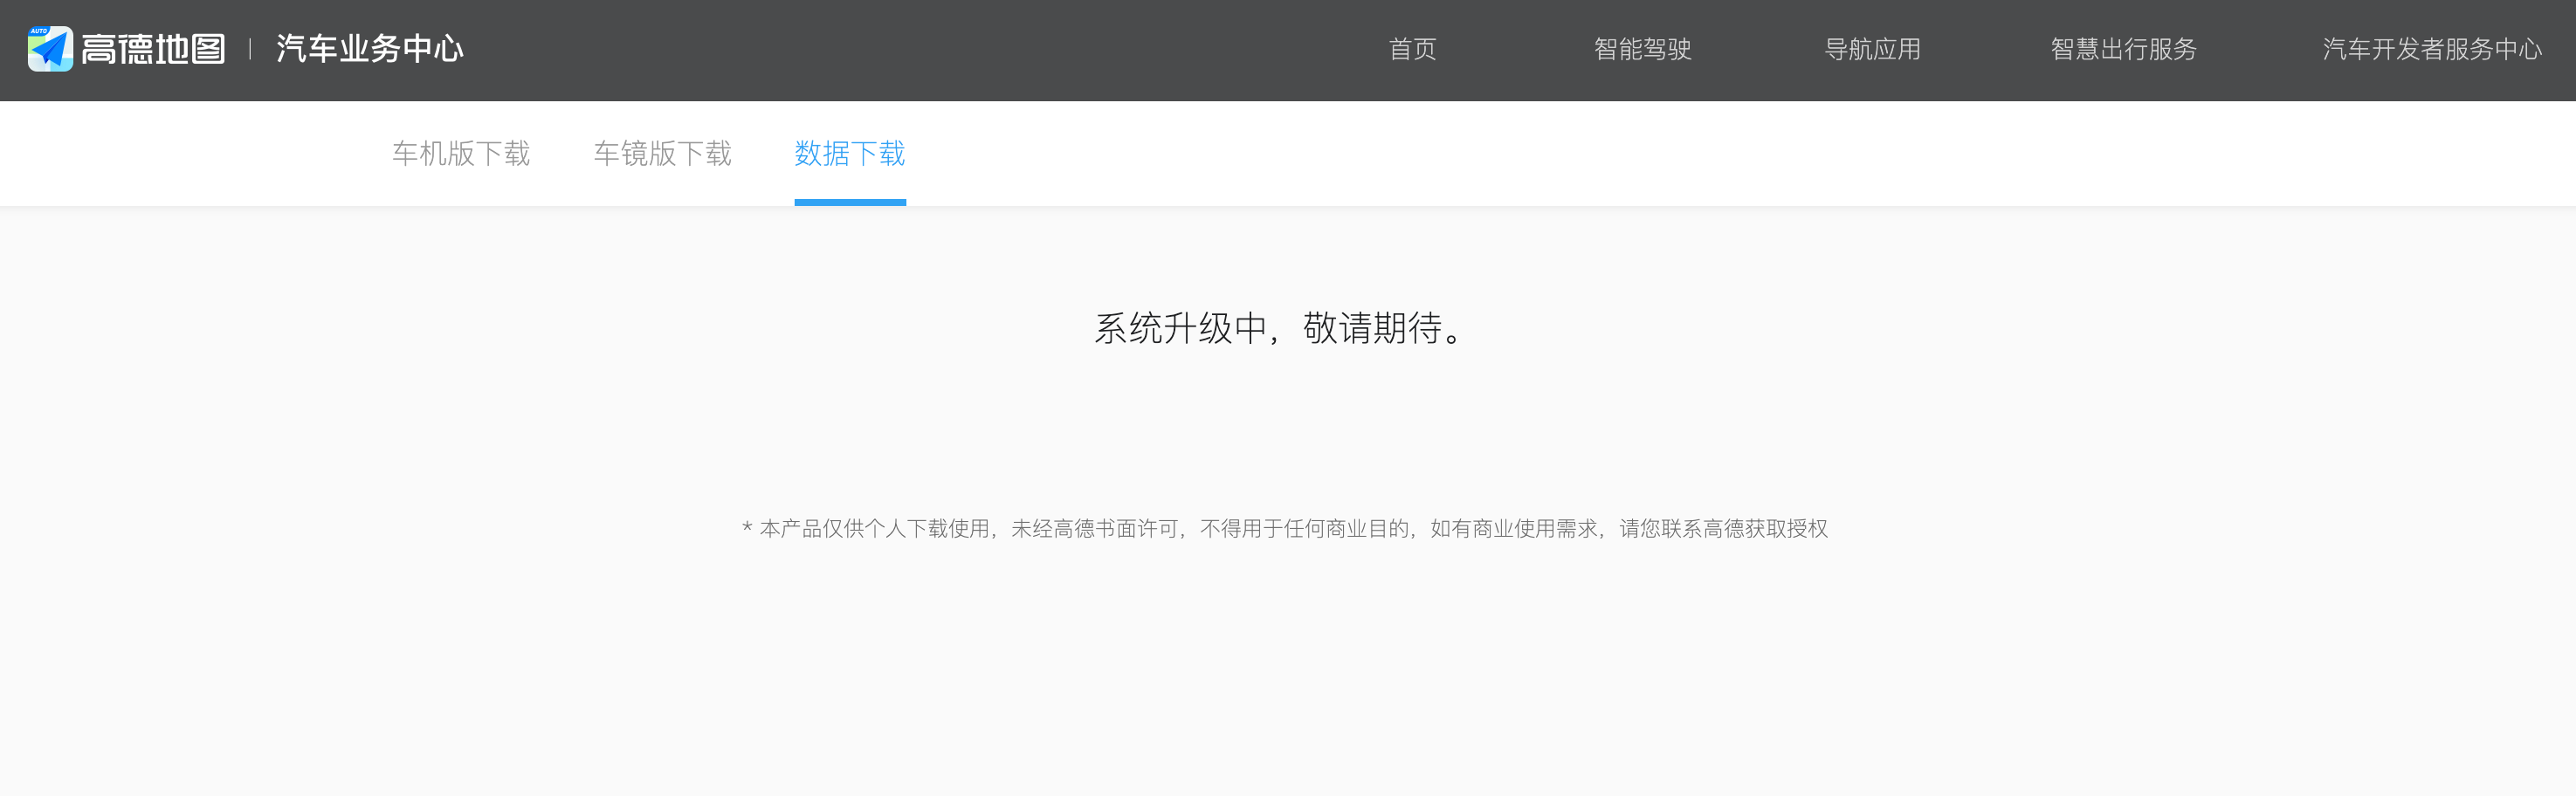 AUTO
高德地图 | 汽车业务中心 首页 智能驾驶 导航应用 智慧出行服务 汽车开发者服务中心
车机版下载 车镜版下载 数据下载
系统升级中，敬请期待。
* 本产品仅供个人下载使用，未经高德书面许可，不得用于任何商业目的，如有商业使用需求，请您联系高德获取授权